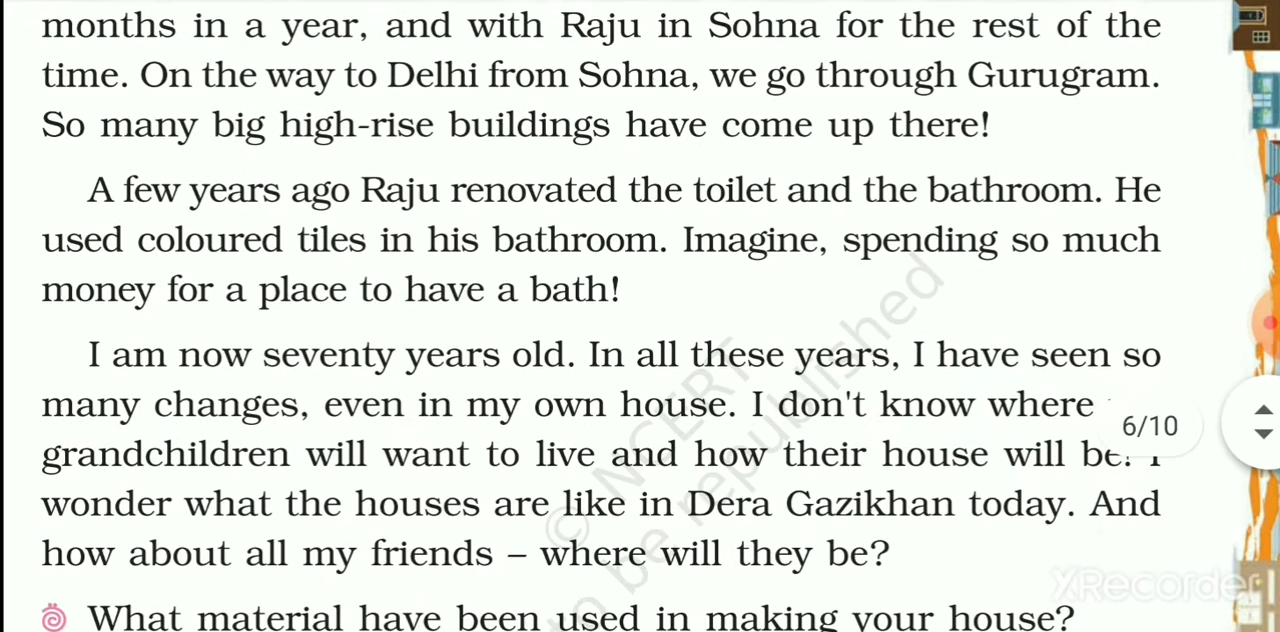 months in a year, and with Raju in Sohna for the rest of the
time. On the way to Delhi from Sohna, we go through Gurugram.
So many big high-rise buildings have come up there!
A few years ago Raju renovated the toilet and the bathroom. He
used coloured tiles in his bathroom. Imagine, spending so much
money for a place to have a bath!
I am now seventy years old. In all these years, I have seen so
many changes, even in my own house. I don't know where
grandchildren will want to live and how their house will be. I
wonder what the houses are like in Dera Gazikhan today. And
how about all my friends – where will they be?
What material have been used in making your house?
6/10
© NCERT
be republished
XRecorder